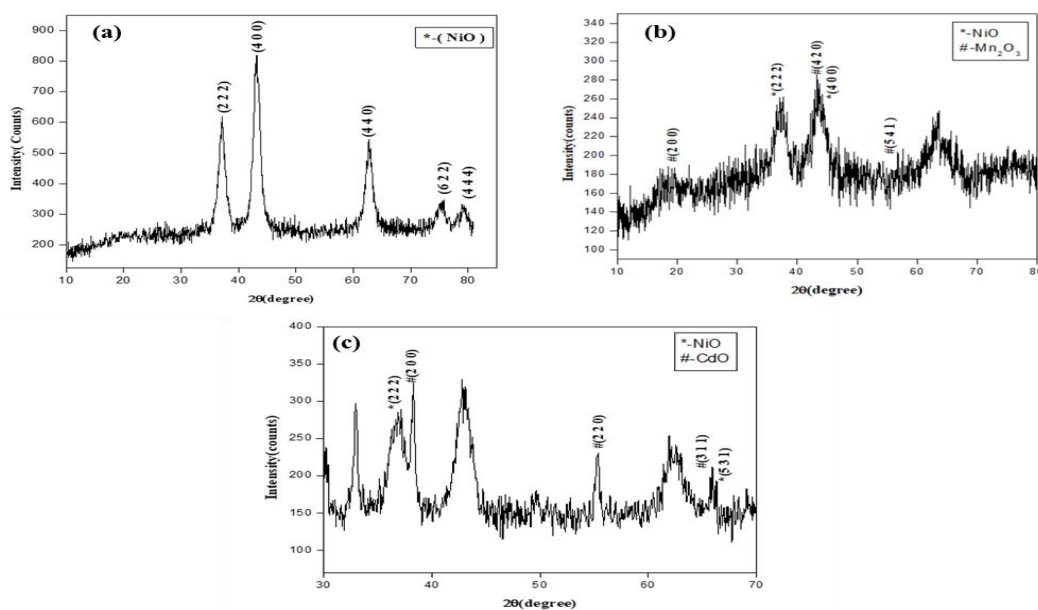 (a)
*-( NiO )
(222)
(400)
(440)
(622)
(444)
Intensity( Counts)
900
800
700
600
500
400
300
200
10 20 30 40 50 60 70 80
2θ(degree)
(b)
*-NiO
#-Mn₂O₃
#(200)
*(222)
#(420)
*(400)
#(541)
Intensity(counts)
340
320
300
280
260
240
220
200
180
160
140
120
100
10 20 30 40 50 60 70 80
2θ(degree)
(c)
*-NiO
#-CdO
*(222)
#(200)
#(220)
#(311)
*(531)
Intensity(counts)
400
350
300
250
200
150
100
30 40 50 60 70
2θ(degree)